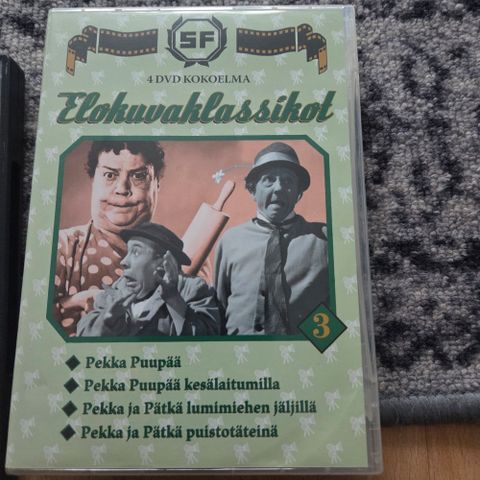 SF
4 DVD KOKOELMA
Elokuvaklassikot
3
Pekka Puupää
Pekka Puupää kesälaitumilla
Pekka ja Pätkä lumimiehen jäljillä
Pekka ja Pätkä puistotäteinä